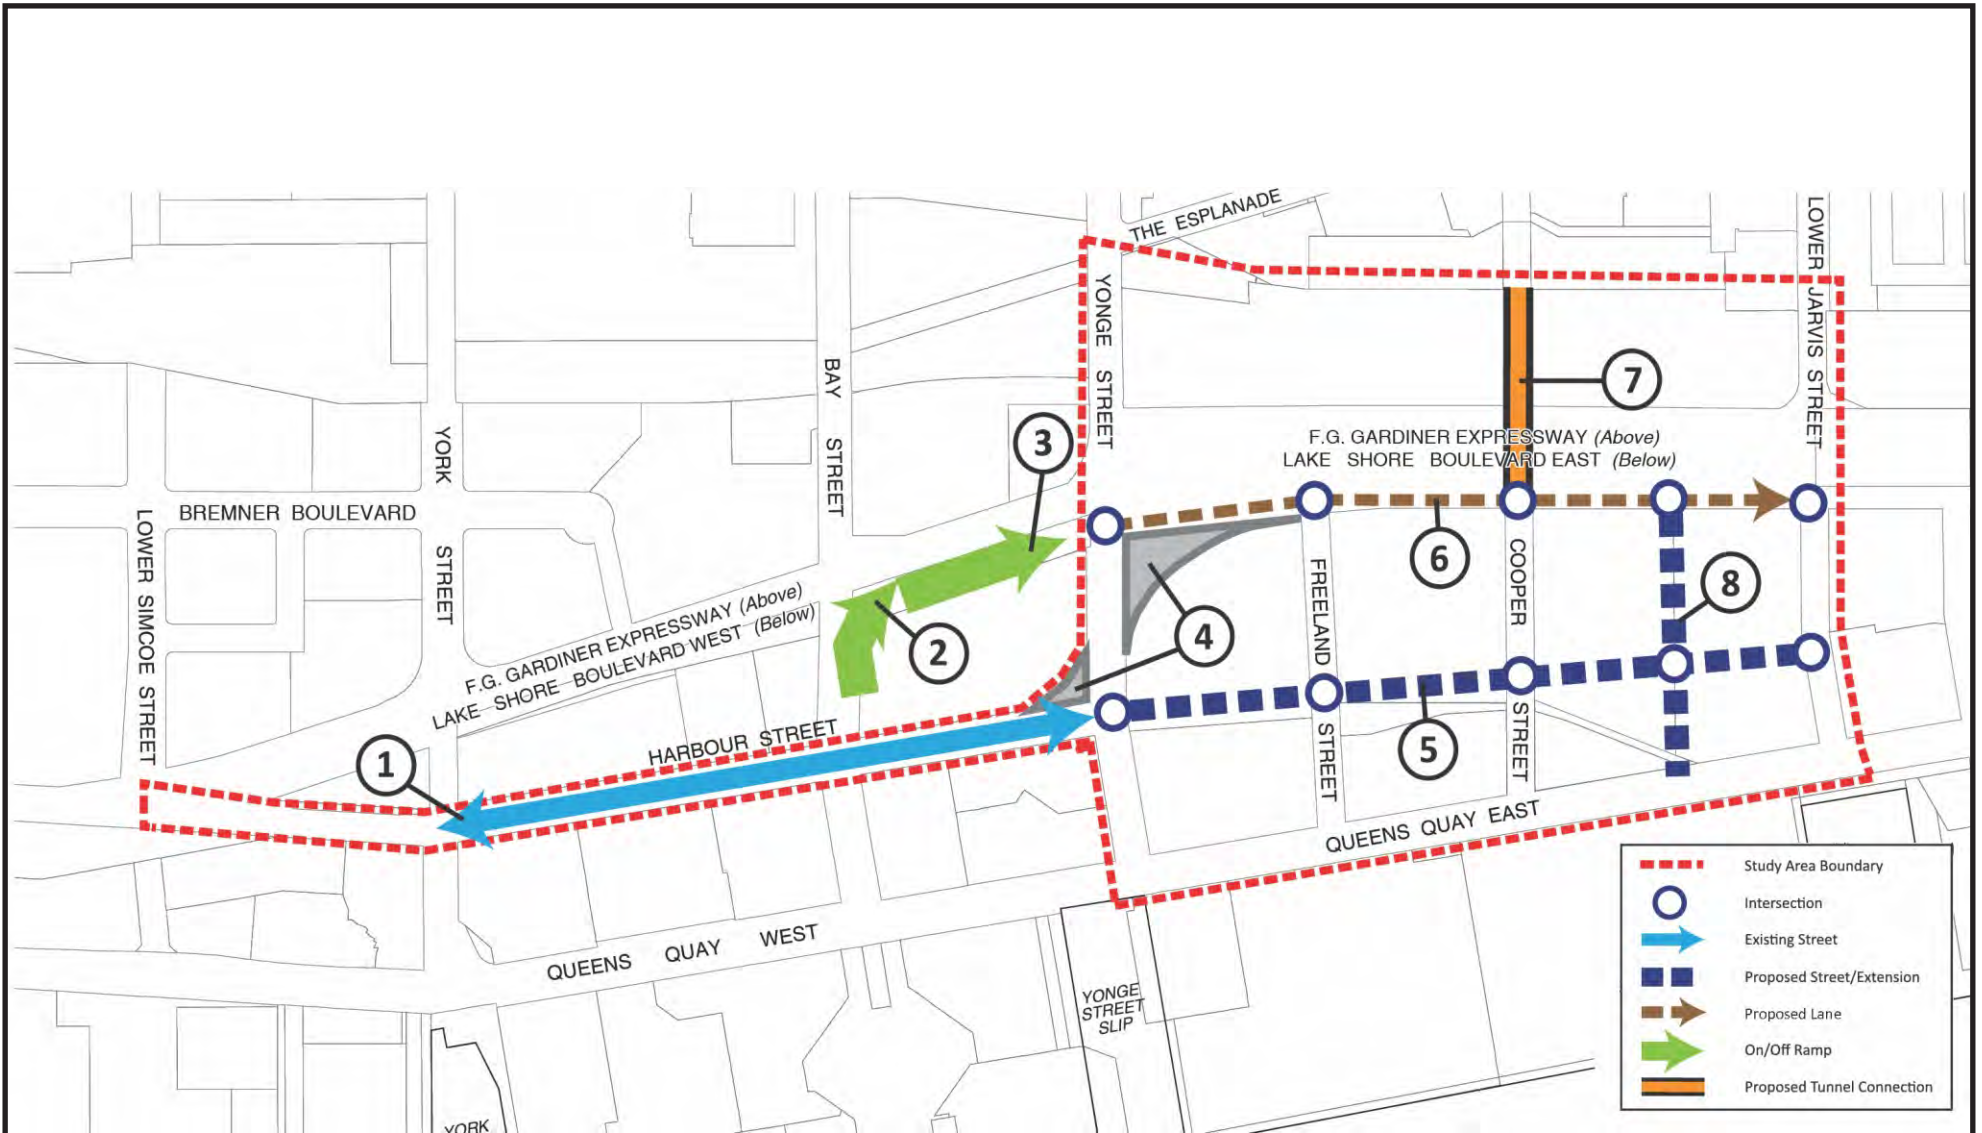 THE ESPLANADE
LOWER JARVIS STREET
YONGE STREET
BAY STREET
7
3
F.G. GARDINER EXPRESSWAY (Above)
LAKE SHORE BOULEVARD EAST (Below)
YORK STREET
BREMNER BOULEVARD
LOWER SIMCOE STREET
6
COOPER STREET
FREELAND STREET
8
4
2
F.G. GARDINER EXPRESSWAY (Above)
LAKE SHORE BOULEVARD WEST (Below)
HARBOUR STREET
1
5
QUEENS QUAY EAST
QUEENS QUAY WEST
YONGE
STREET
SLIP
YORK
Study Area Boundary
Intersection
Existing Street
Proposed Street/Extension
Proposed Lane
On/Off Ramp
Proposed Tunnel Connection